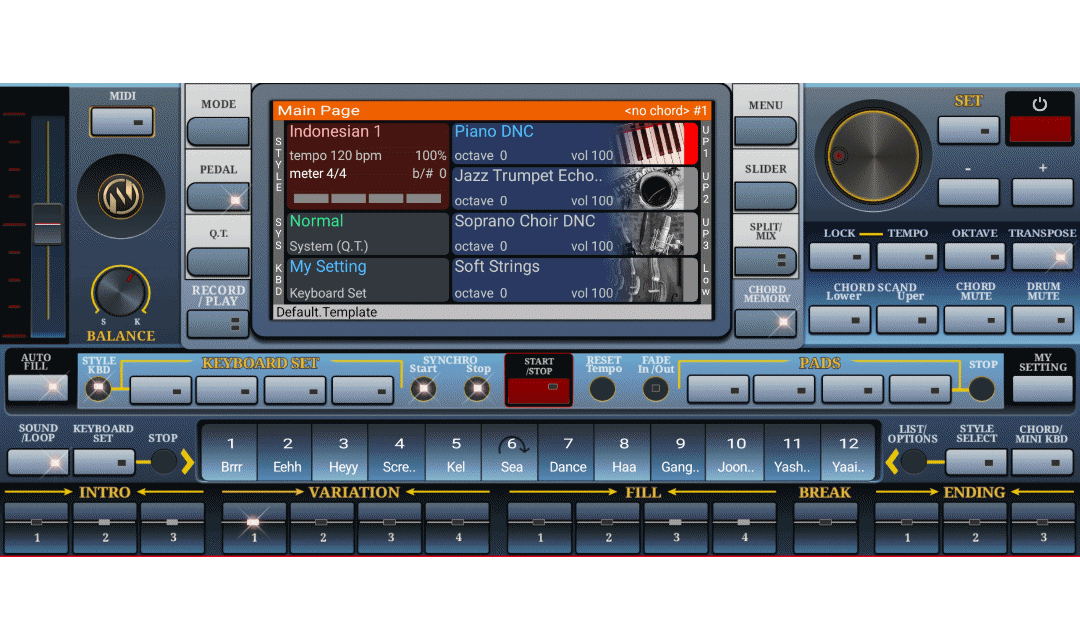 MIDI
BALANCE
S K
MODE
PEDAL
Q.T.
RECORD
/ PLAY
Main Page <no chord> #1
STYLE
Indonesian 1
tempo 120 bpm 100%
meter 4/4 b/# 0
SYS
Normal
System (Q.T.)
KBD
My Setting
Keyboard Set
Piano DNC
octave 0 vol 100
UP1
Jazz Trumpet Echo..
octave 0 vol 100
UP2
Soprano Choir DNC
octave 0 vol 100
UP3
Soft Strings
octave 0 vol 100
Low
Default.Template
MENU
SLIDER
SPLIT/
MIX
CHORD
MEMORY
SET
- +
LOCK TEMPO OKTAVE TRANSPOSE
CHORD SCAND
Lower Uper
CHORD
MUTE
DRUM
MUTE
AUTO
FILL
STYLE
KBD
KEYBOARD SET
SYNCHRO
Start Stop
START
/STOP
RESET
Tempo
FADE
In /Out
PADS
STOP
MY
SETTING
SOUND
/LOOP
KEYBOARD
SET
STOP
1 2 3 4 5 6 7 8 9 10 11 12
Brrr Eehh Heyy Scre.. Kel Sea Dance Haa Gang.. Joon.. Yash.. Yaai..
LIST/
OPTIONS
STYLE
SELECT
CHORD/
MINI KBD
INTRO VARIATION FILL BREAK ENDING
1 2 3 1 2 3 4 1 2 3 4 1 2 3